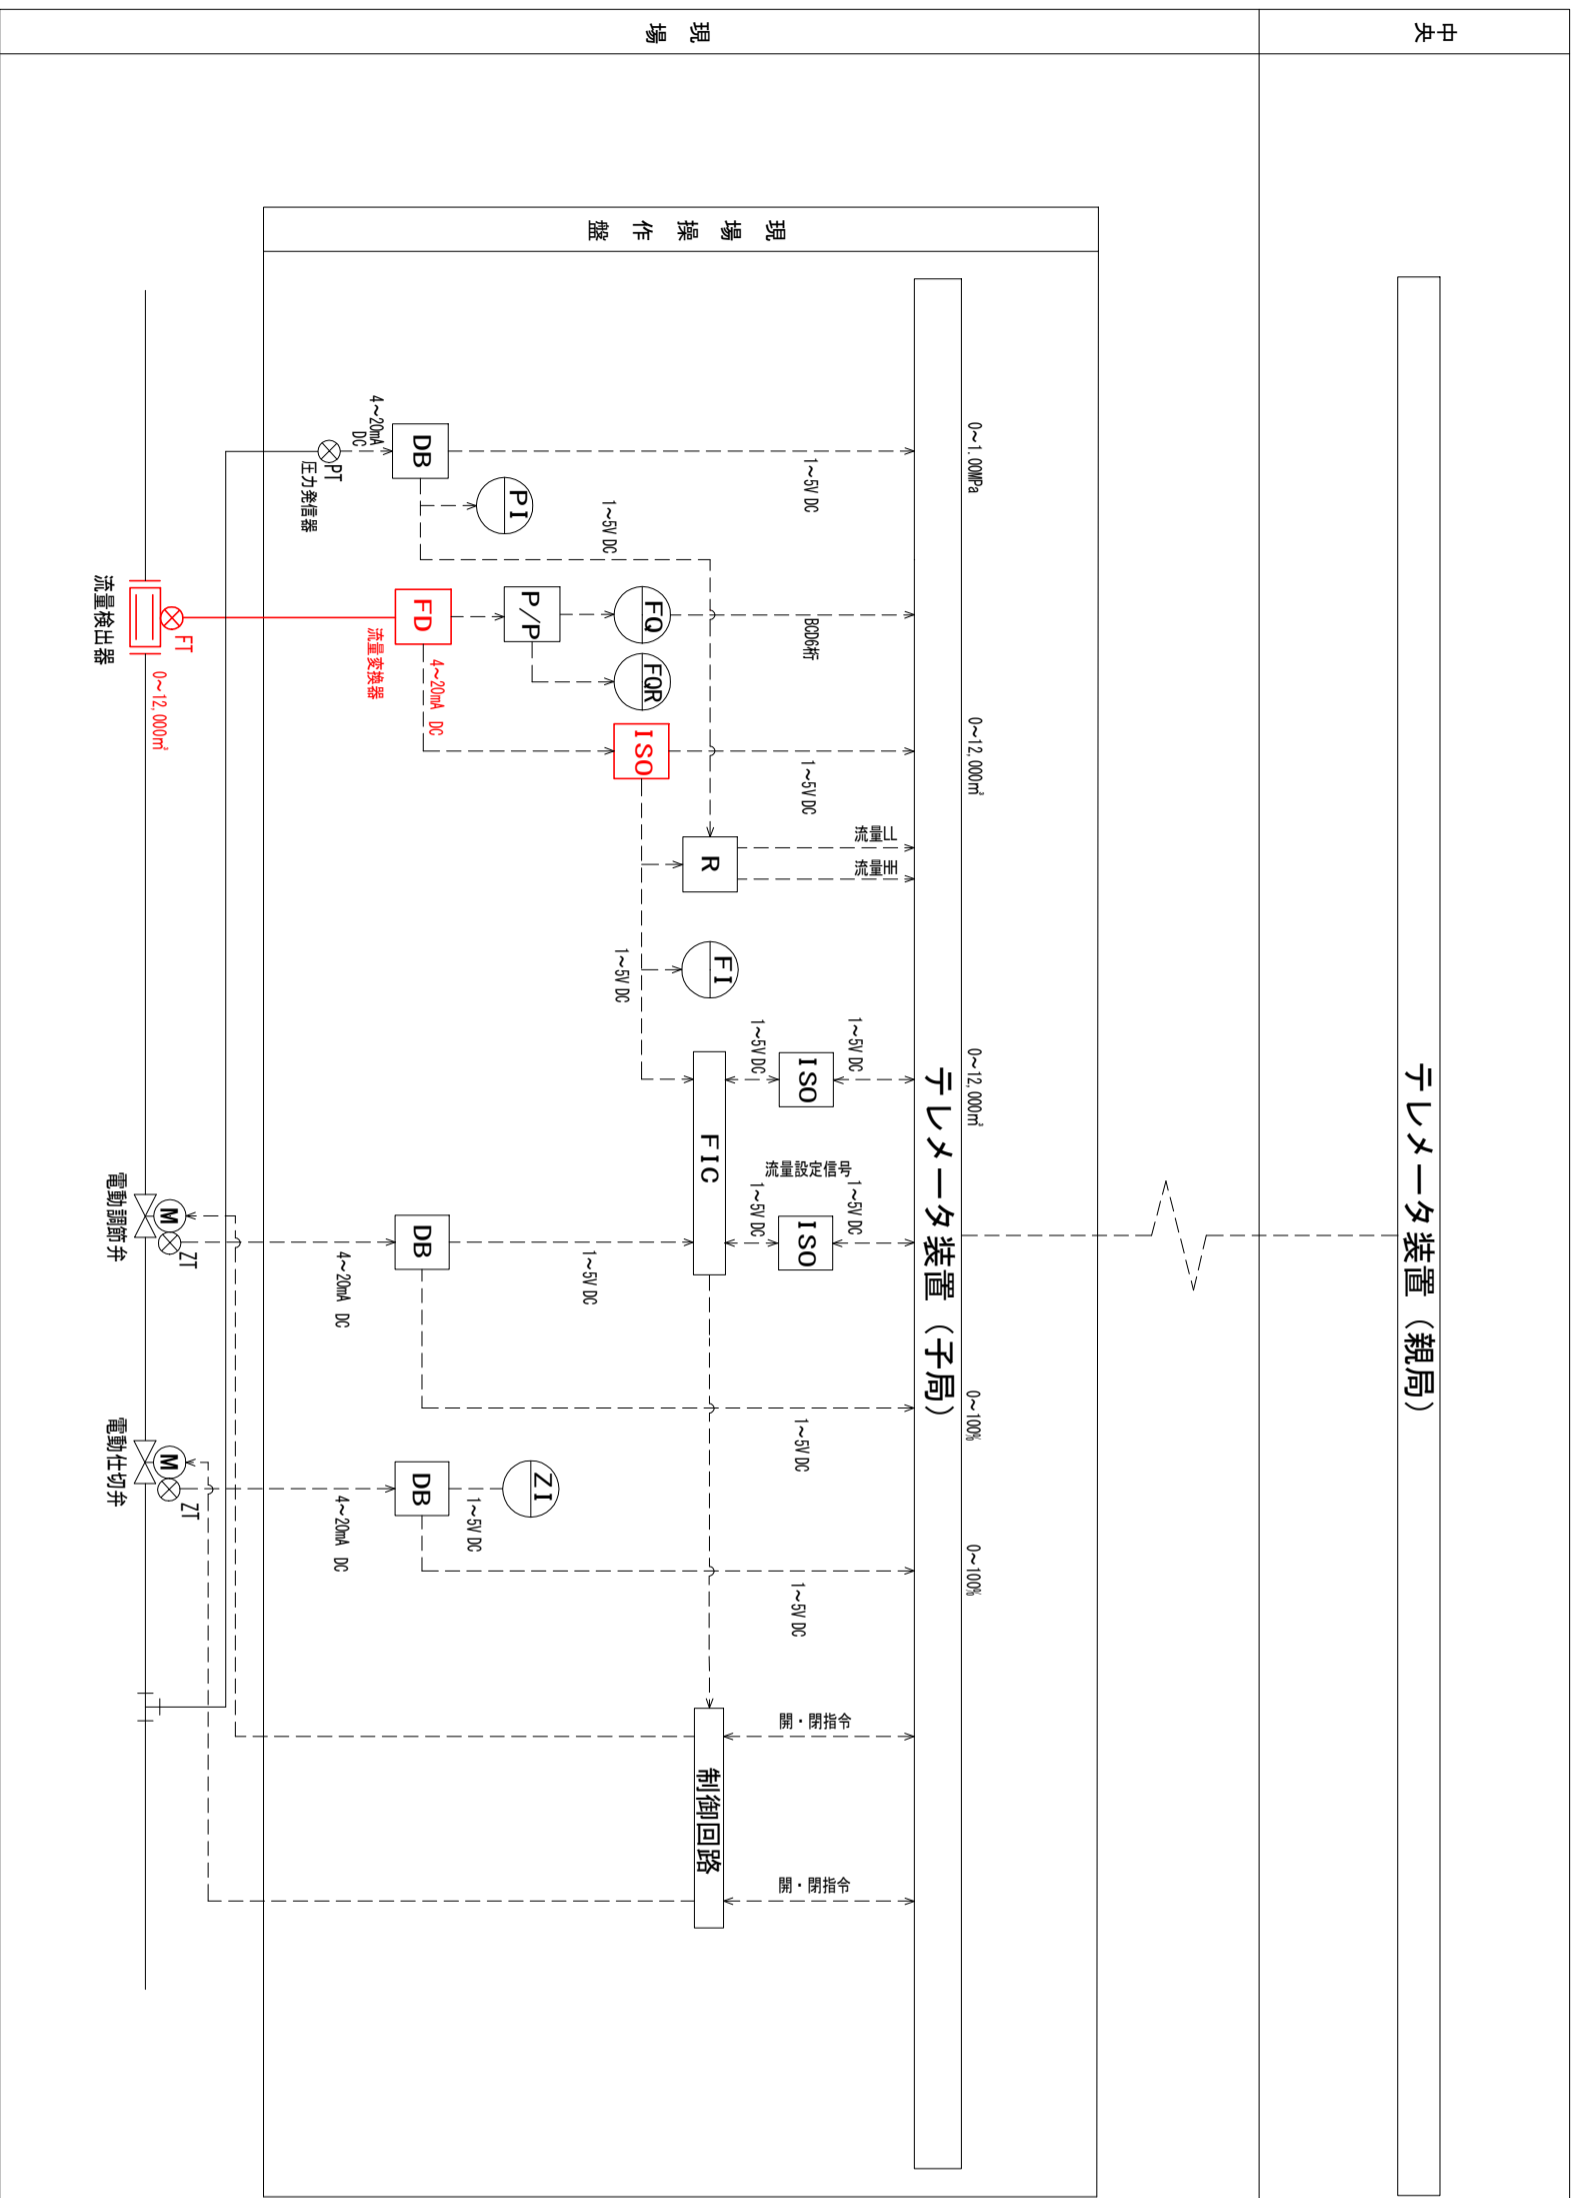 中央
テレメータ装置（親局）
現場
現場操作盤
0～1.00MPa
0～12,000㎥
0～12,000㎥
0～100%
0～100%
テレメータ装置（子局）
1～5V DC
BCD6桁
1～5V DC
流量LL
流量HH
1～5V DC
1～5V DC
1～5V DC
1～5V DC
開・閉指令
開・閉指令
ISO
流量設定信号
ISO
1～5V DC
1～5V DC
R
FI
FIC
制御回路
1～5V DC
FQ
FQR
ISO
1～5V DC
1～5V DC
PI
P/P
ZI
1～5V DC
DB
FD
4～20mA DC
DB
DB
4～20mA
DC
流量変換器
4～20mA DC
4～20mA DC
PT
圧力発信器
FT
0～12,000㎥
M
ZT
M
ZT
流量検出器
電動調節弁
電動仕切弁